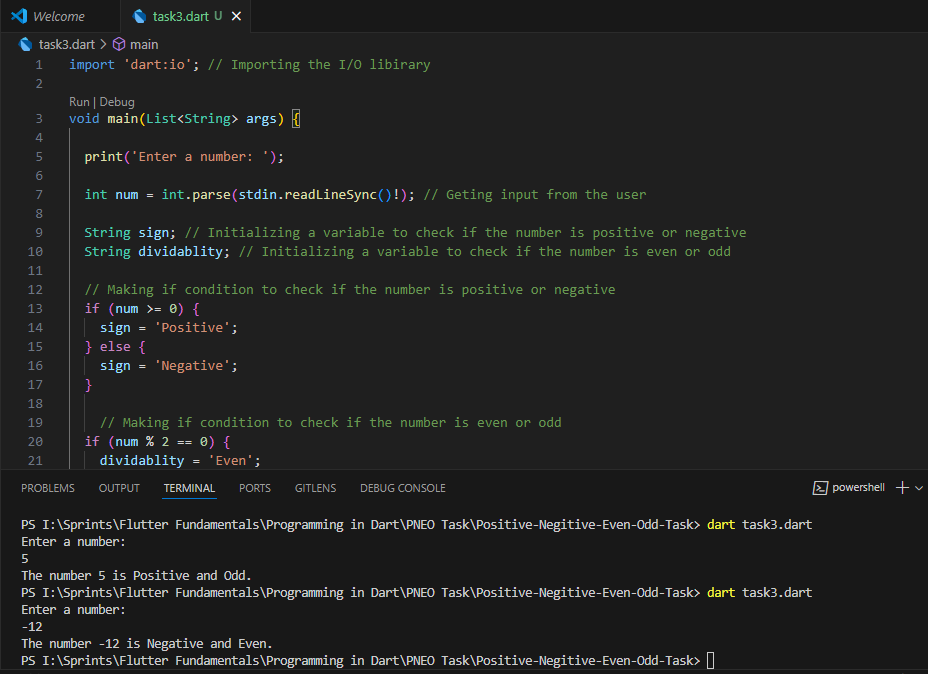 Welcome
task3.dart U
task3.dart > main
1 import 'dart:io'; // Importing the I/O libirary
2
Run | Debug
3 void main(List<String> args) {
4
5 print('Enter a number: ');
6
7 int num = int.parse(stdin.readLineSync()!); // Geting input from the user
8
9 String sign; // Initializing a variable to check if the number is positive or negative
10 String dividablity; // Initializing a variable to check if the number is even or odd
11
12 // Making if condition to check if the number is positive or negative
13 if (num >= 0) {
14 sign = 'Positive';
15 } else {
16 sign = 'Negative';
17 }
18
19 // Making if condition to check if the number is even or odd
20 if (num % 2 == 0) {
21 dividablity = 'Even';
PROBLEMS OUTPUT TERMINAL PORTS GITLENS DEBUG CONSOLE powershell
PS I:\Sprints\Flutter Fundamentals\Programming in Dart\PNEO Task\Positive-Negitive-Even-Odd-Task> dart task3.dart
Enter a number:
5
The number 5 is Positive and Odd.
PS I:\Sprints\Flutter Fundamentals\Programming in Dart\PNEO Task\Positive-Negitive-Even-Odd-Task> dart task3.dart
Enter a number:
-12
The number -12 is Negative and Even.
PS I:\Sprints\Flutter Fundamentals\Programming in Dart\PNEO Task\Positive-Negitive-Even-Odd-Task>